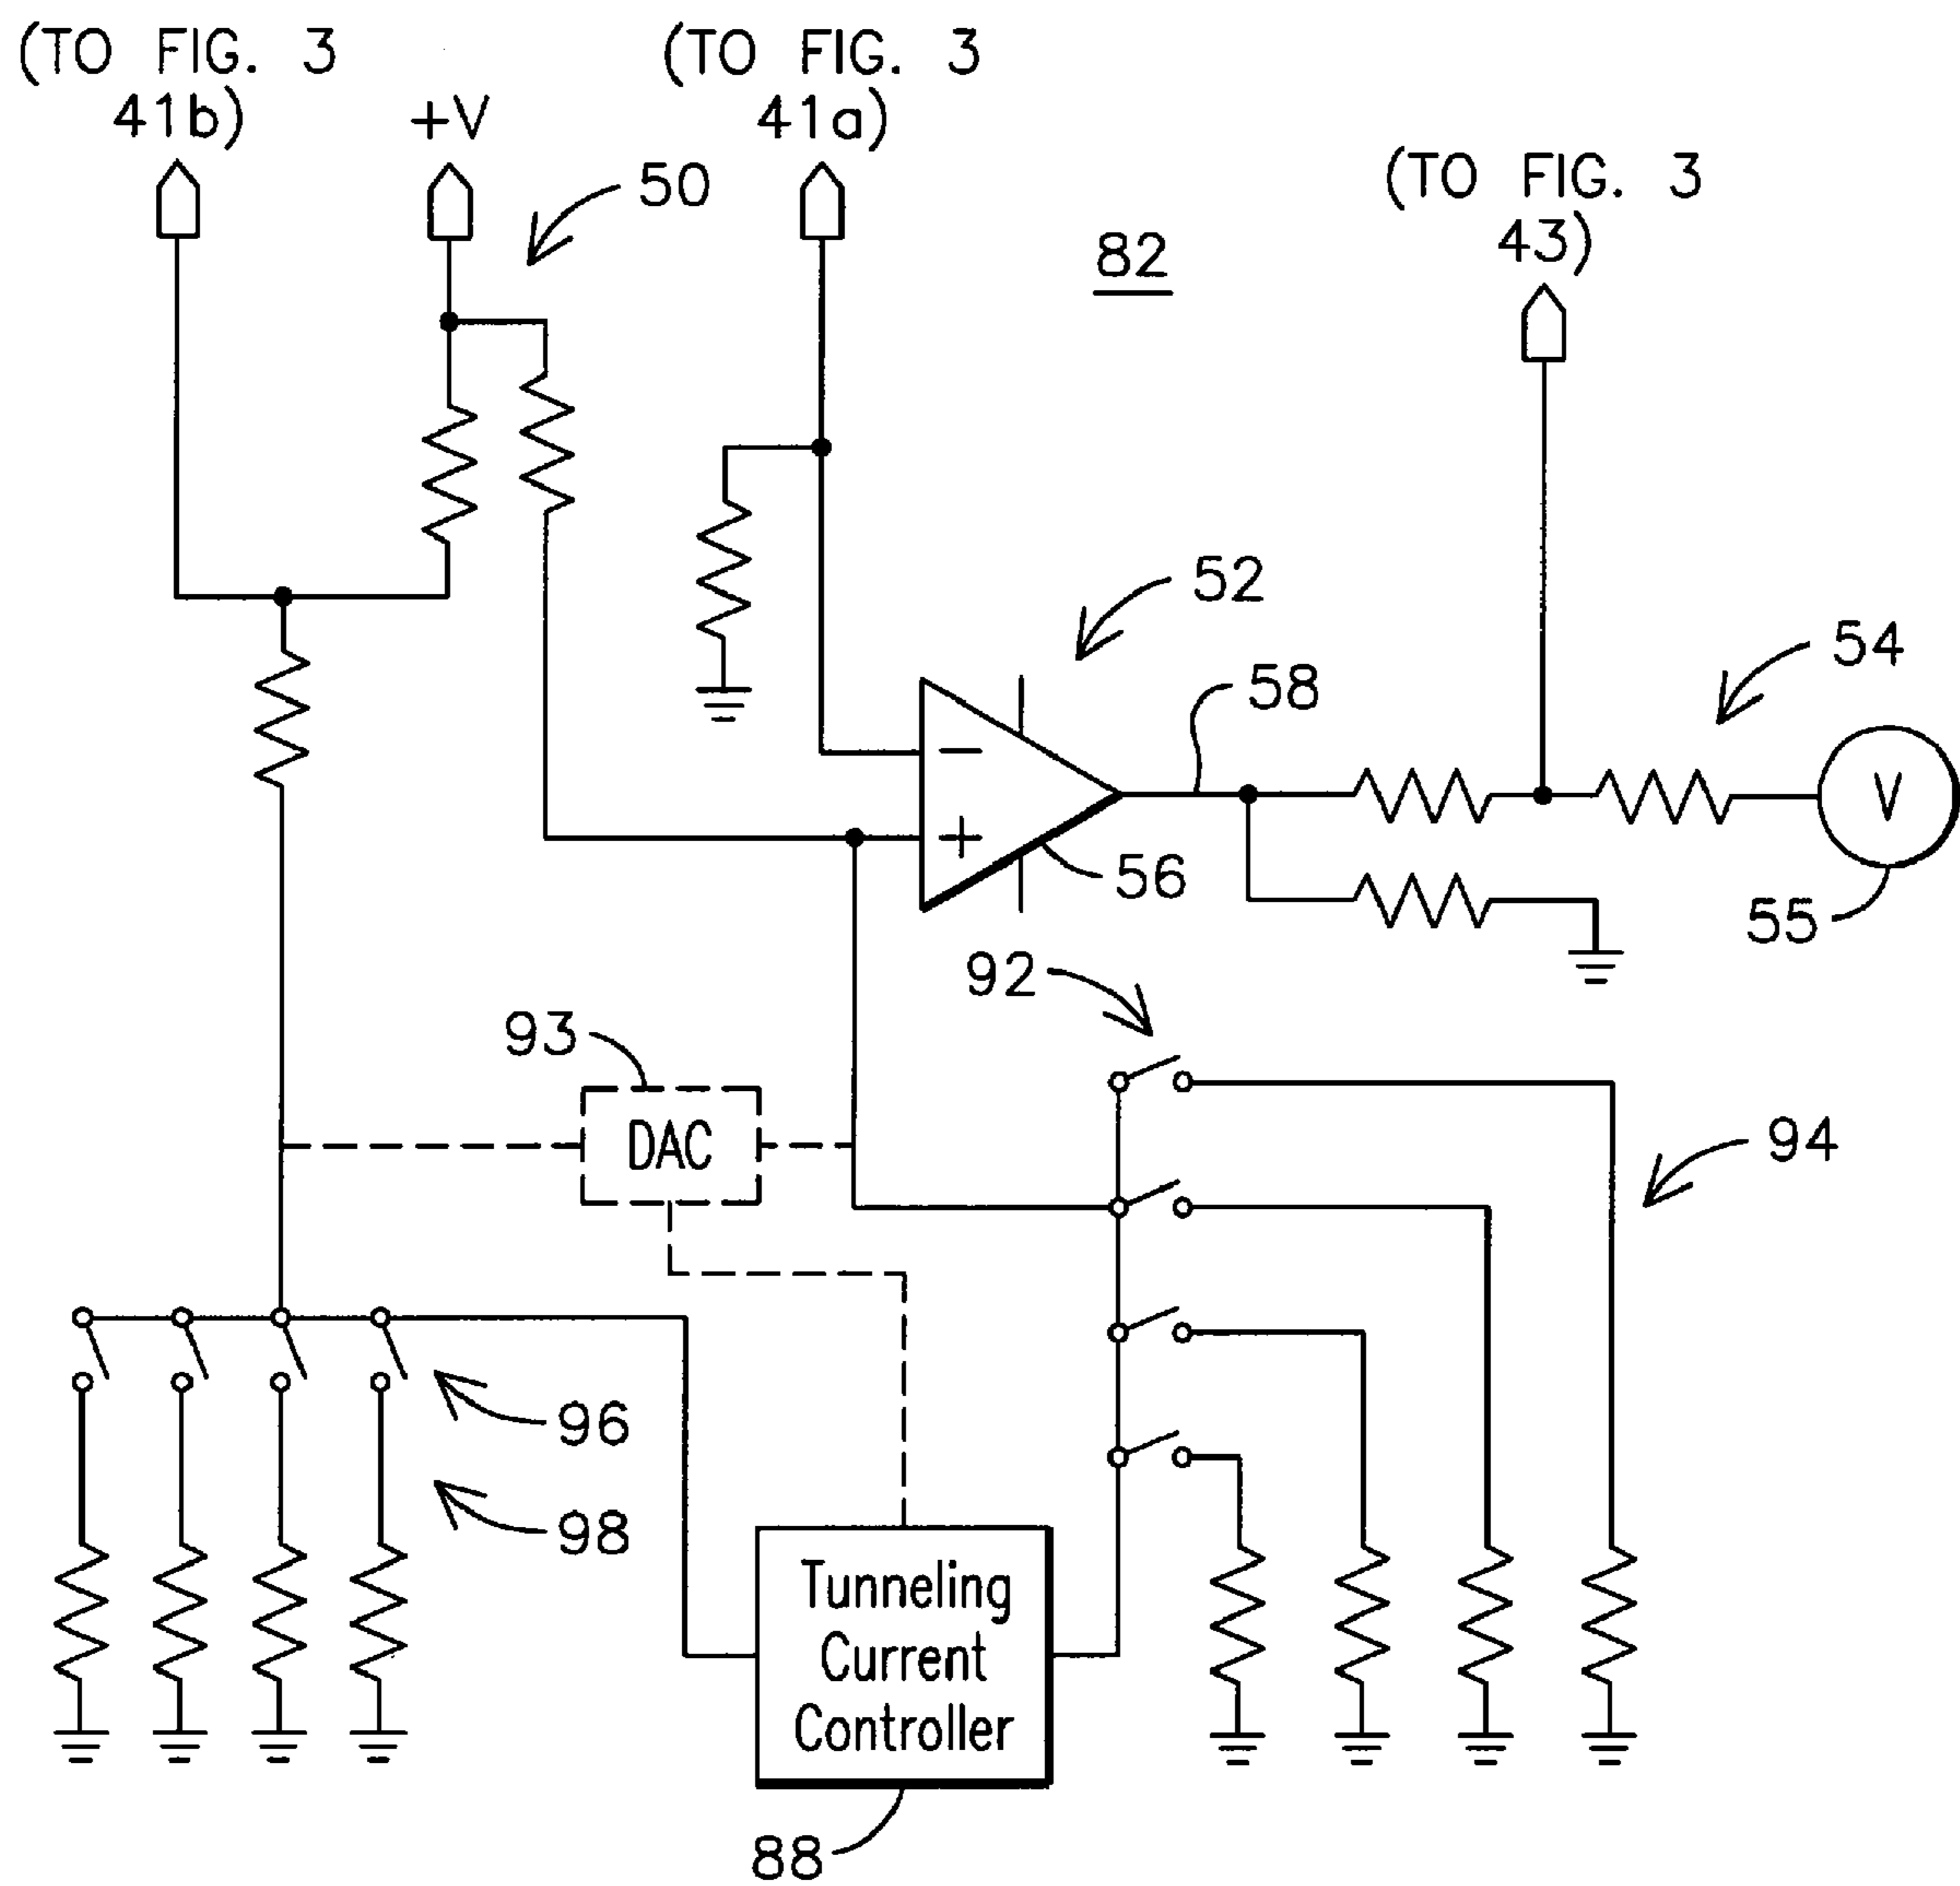 (TO FIG. 3
41b)
+V
(TO FIG. 3
41a)
50
82
(TO FIG. 3
43)
52
58
54
V
−
+
56
55
92
93
DAC
94
96
98
Tunneling
Current
Controller
88